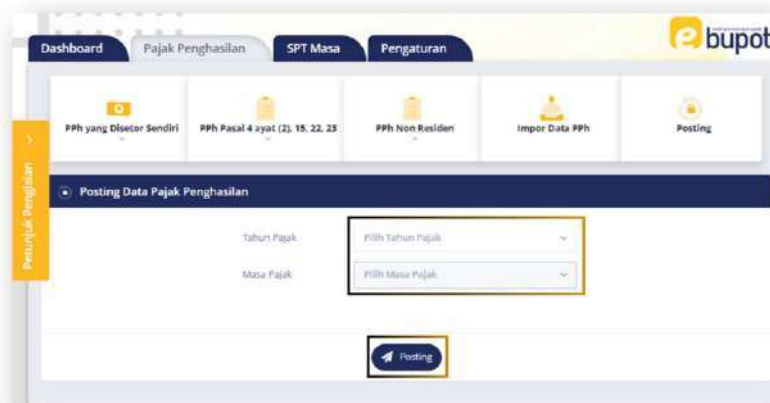 Dashboard
Pajak Penghasilan
SPT Masa
Pengaturan
e bupot
PPh yang Disetor Sendiri
PPh Pasal 4 ayat (2), 15, 22, 23
PPh Non Residen
Impor Data PPh
Posting
Petunjuk Pengisian
Posting Data Pajak Penghasilan
Tahun Pajak
Pilih Tahun Pajak
Masa Pajak
Pilih Masa Pajak
Posting